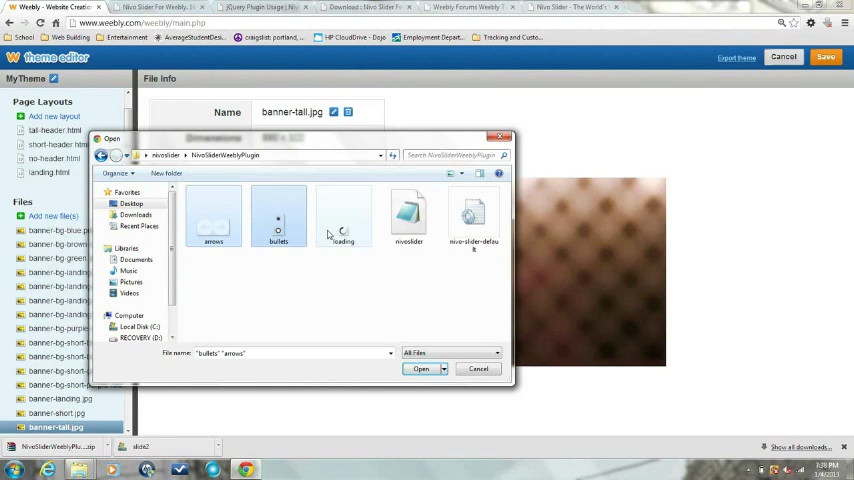 Weebly - Website Creation
Nivo Slider For Weebly.
jQuery Plugin Usage | Niv
Download : Nivo Slider Fo
Weebly Forums Weebly T
Nivo Slider - The World's
https://www.weebly.com/weebly/main.php
School
Web Building
Entertainment
AverageStudentDesi...
craigslist: portland...
HP CloudDrive - Dojo
Employment Depart...
Tracking and Custo...
theme editor
Export theme
Cancel
Save
MyTheme
File Info
Page Layouts
Add new layout
tall-header.html
short-header.html
no-header.html
landing.html
Files
Add new file(s)
banner-bg-blue.p
banner-bg-brown
banner-bg-green
banner-bg-landing
banner-bg-landing
banner-bg-purple
banner-bg-short-b
banner-bg-short-b
banner-bg-short-g
banner-bg-short-pu
banner-landing.jpg
banner-short.jpg
banner-tall.jpg
Name
banner-tall.jpg
Dimensions
Open
nivoslider
NivoSliderWeeblyPlugin
Search NivoSliderWeeblyPlugin
Organize
New folder
Favorites
Desktop
Downloads
Recent Places
Libraries
Documents
Music
Pictures
Videos
Computer
Local Disk (C:)
RECOVERY (D:)
arrows
bullets
loading
nivoslider
nivo-slider-defau
lt
File name:
"bullets" "arrows"
All Files
Open
Cancel
NivoSliderWeeblyPlu....zip
slide2
Show all downloads...
7:38 PM
1/4/2013